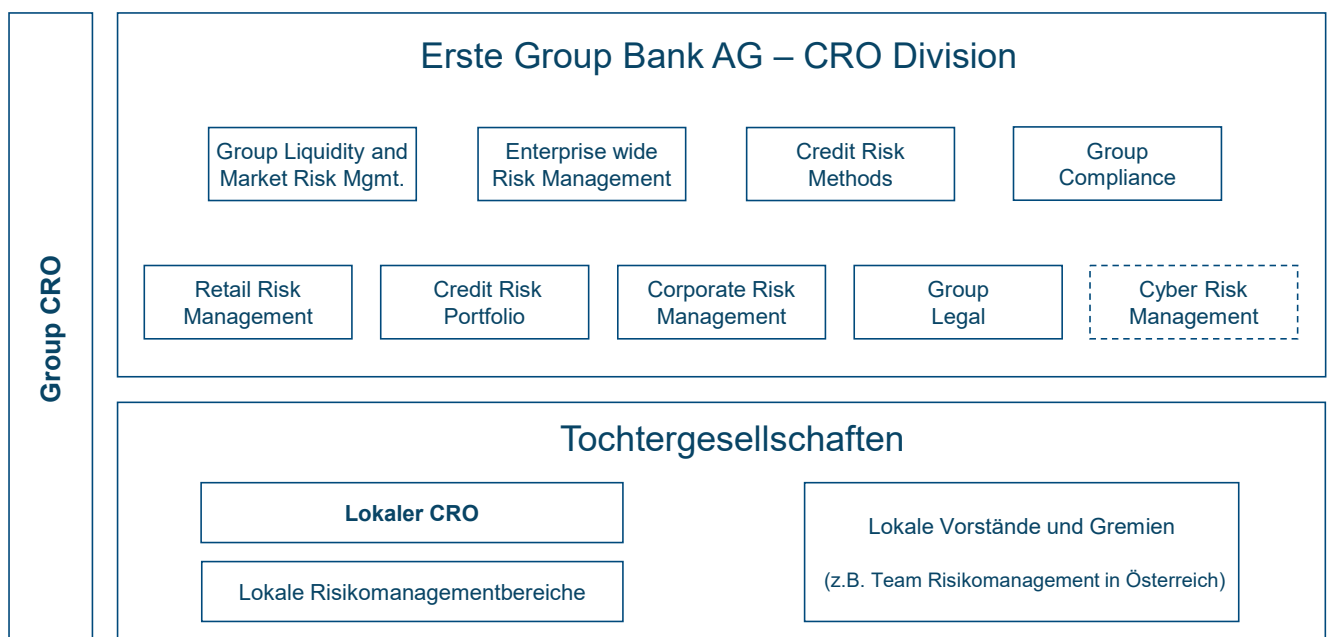 Group CRO
Erste Group Bank AG – CRO Division
Group Liquidity and
Market Risk Mgmt.
Enterprise wide
Risk Management
Credit Risk
Methods
Group
Compliance
Retail Risk
Management
Credit Risk
Portfolio
Corporate Risk
Management
Group
Legal
Cyber Risk
Management
Tochtergesellschaften
Lokaler CRO
Lokale Risikomanagementbereiche
Lokale Vorstände und Gremien
(z.B. Team Risikomanagement in Österreich)